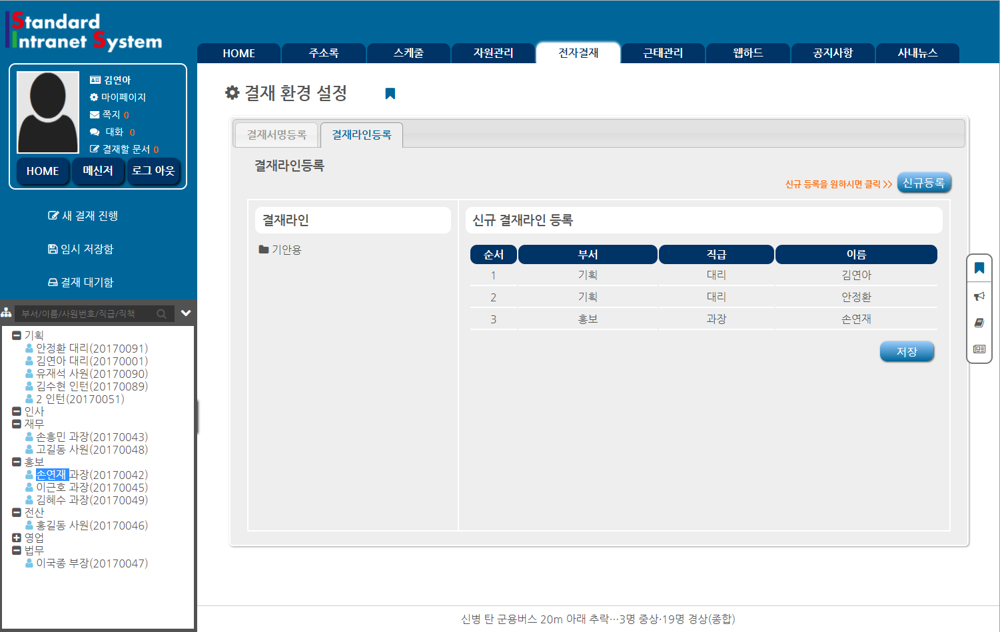 Standard
Intranet System
HOME 주소록 스케줄 자원관리 전자결재 근태관리 웹하드 공지사항 사내뉴스
김연아
마이페이지
쪽지 0
대화 0
결재할 문서 0
HOME 메신저 로그 아웃
새 결재 진행
임시 저장함
결재 대기함
부서/이름/사원번호/직급/직책
기획
안정환 대리(20170091)
김연아 대리(20170001)
유재석 사원(20170090)
김수현 인턴(20170089)
2 인턴(20170051)
인사
재무
손흥민 과장(20170043)
고길동 사원(20170048)
홍보
손연재 과장(20170042)
이근호 과장(20170045)
김혜수 과장(20170049)
전산
홍길동 사원(20170046)
영업
법무
이국종 부장(20170047)
결재 환경 설정
결재서명등록 결재라인등록
결재라인등록
신규 등록을 원하시면 클릭 >> 신규등록
결재라인
기안용
신규 결재라인 등록
순서 부서 직급 이름
1 기획 대리 김연아
2 기획 대리 안정환
3 홍보 과장 손연재
저장
신병 탄 군용버스 20m 아래 추락…3명 중상·19명 경상(종합)